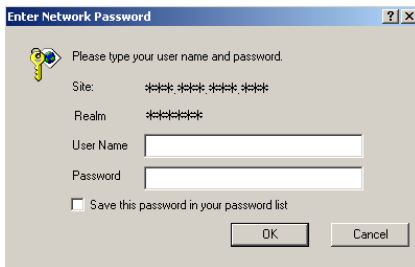 Enter Network Password
Please type your user name and password.
Site: ***.***.***.***
Realm *******
User Name
Password
Save this password in your password list
OK Cancel